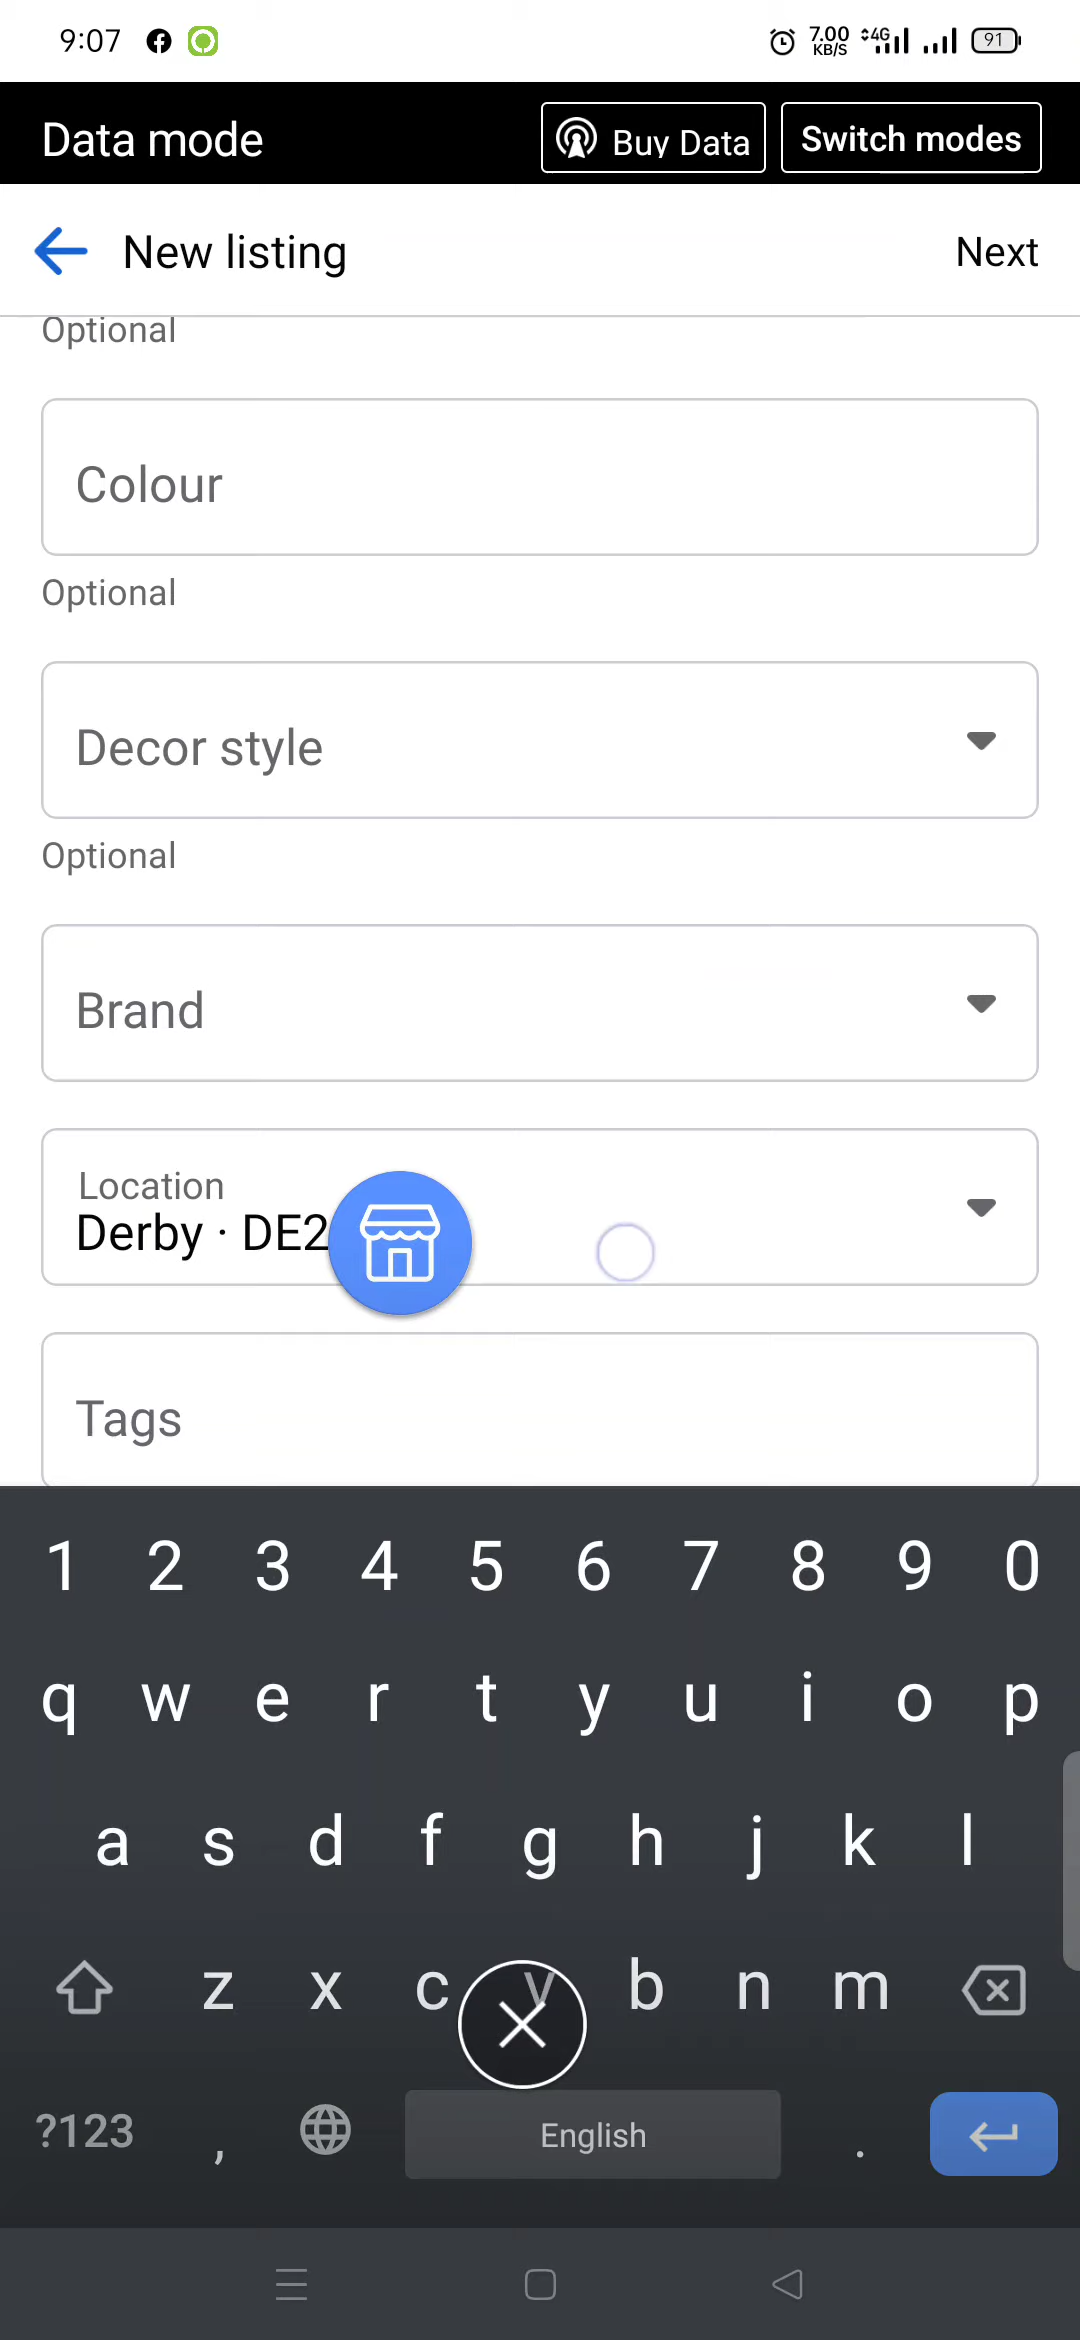 9:07 7.00 KB/S 4G 91
Data mode Buy Data Switch modes
New listing Next
Optional
Colour
Optional
Decor style
Optional
Brand
Location
Derby · DE2
Tags
1 2 3 4 5 6 7 8 9 0
q w e r t y u i o p
a s d f g h j k l
z x c v b n m
?123 , English .